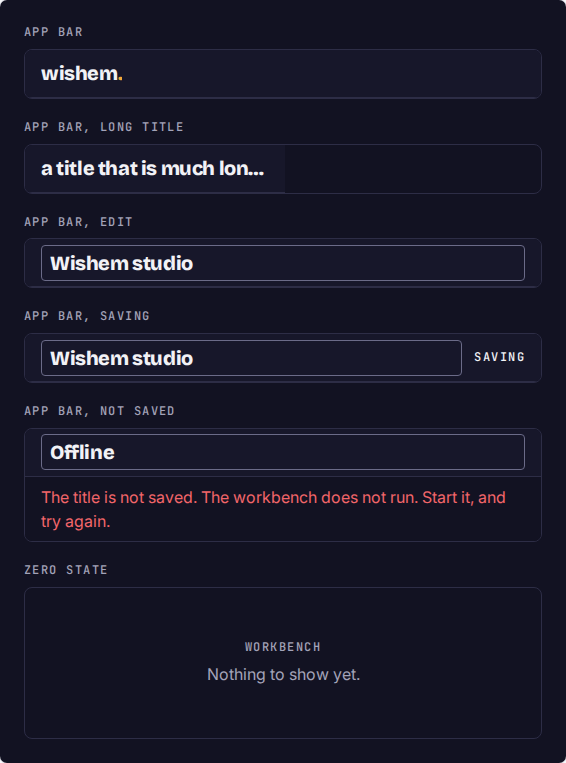 APP BAR
wishem.
APP BAR, LONG TITLE
a title that is much lon...
APP BAR, EDIT
Wishem studio
APP BAR, SAVING
Wishem studio
SAVING
APP BAR, NOT SAVED
Offline
The title is not saved. The workbench does not run. Start it, and
try again.
ZERO STATE
WORKBENCH
Nothing to show yet.